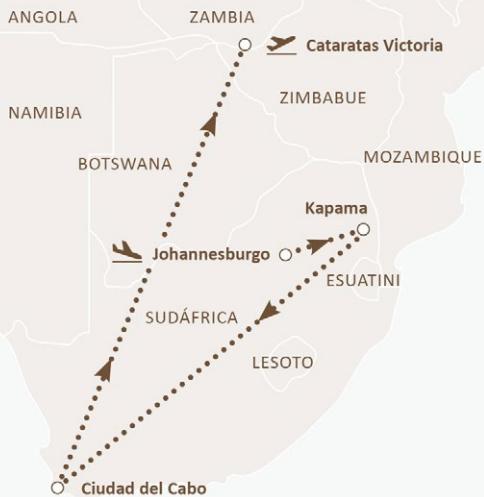 ANGOLA
ZAMBIA
Cataratas Victoria
ZIMBABUE
NAMIBIA
BOTSWANA
MOZAMBIQUE
Kapama
Johannesburgo
ESUATINI
SUDÁFRICA
LESOTO
Ciudad del Cabo